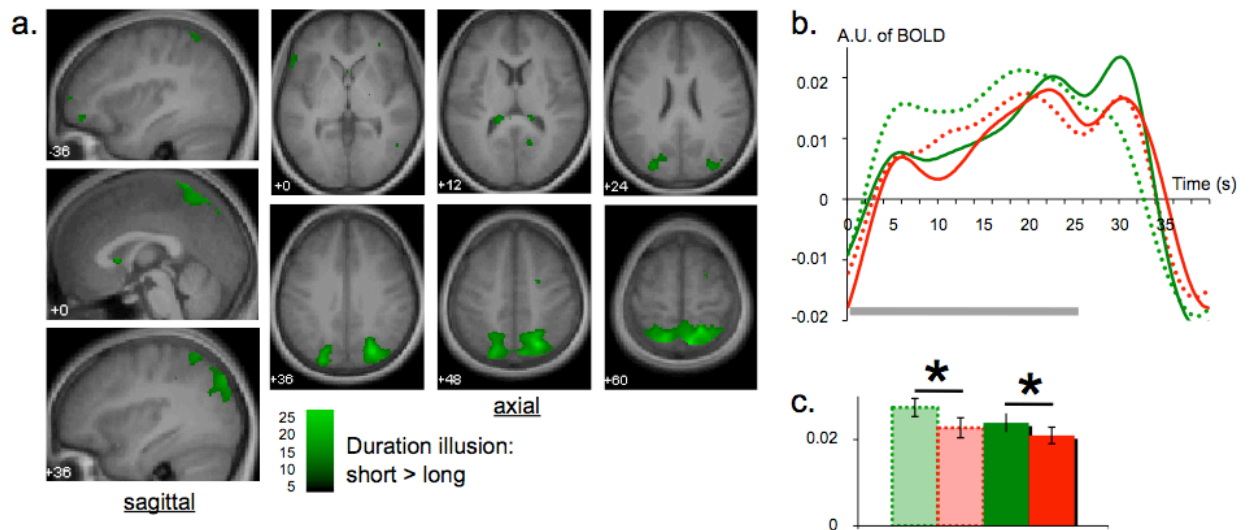 a.
-36
+0
+36
sagittal
+0
+12
+24
+36
+48
+60
axial
25
20
15
10
5
Duration illusion:
short > long
b.
A.U. of BOLD
0.02
0.01
0
-0.01
-0.02
Time (s)
0 5 10 15 20 25 30 35
c.
* *
0.02
0